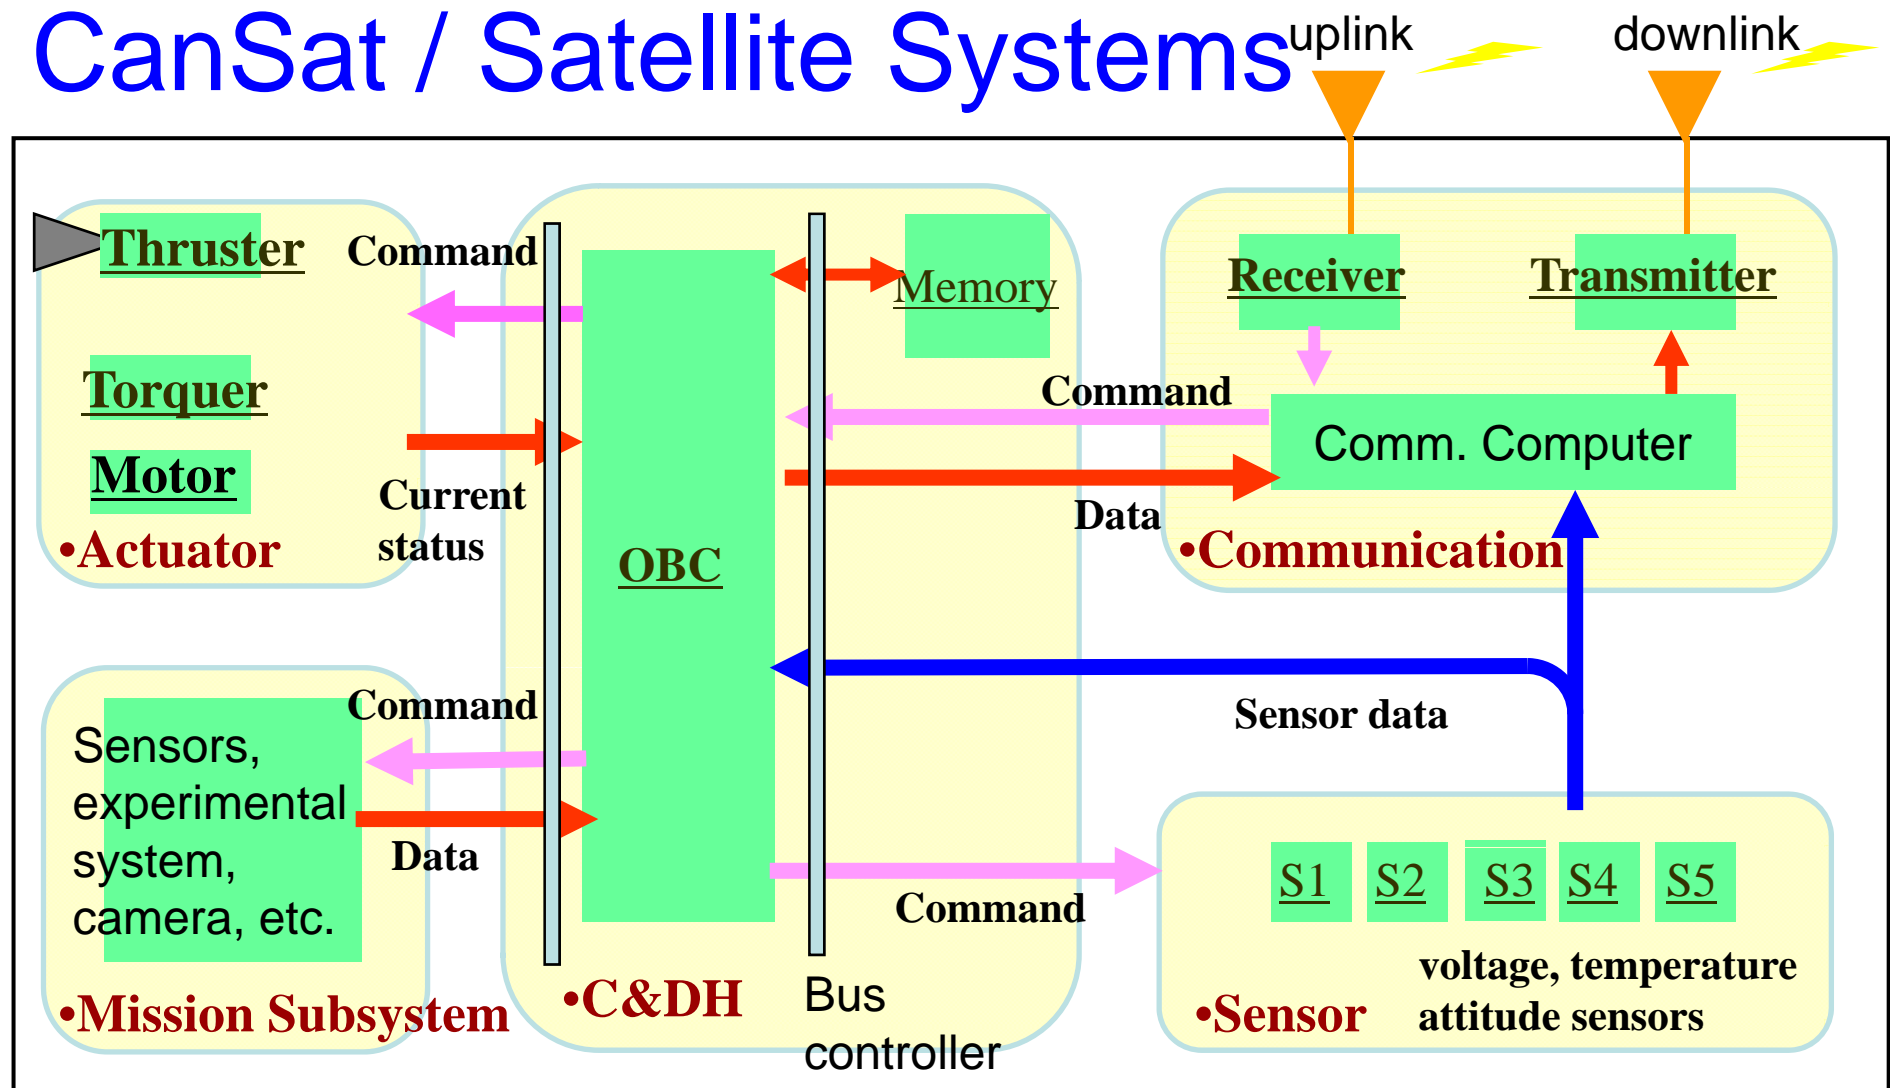 CanSat / Satellite Systems
uplink
downlink
Thruster
Torquer
Motor
•Actuator
Command
Current
status
OBC
Memory
•C&DH
Bus
controller
Receiver
Transmitter
Comm. Computer
Command
Data
•Communication
Sensors,
experimental
system,
camera, etc.
•Mission Subsystem
Command
Data
Sensor data
Command
S1 S2 S3 S4 S5
voltage, temperature
attitude sensors
•Sensor